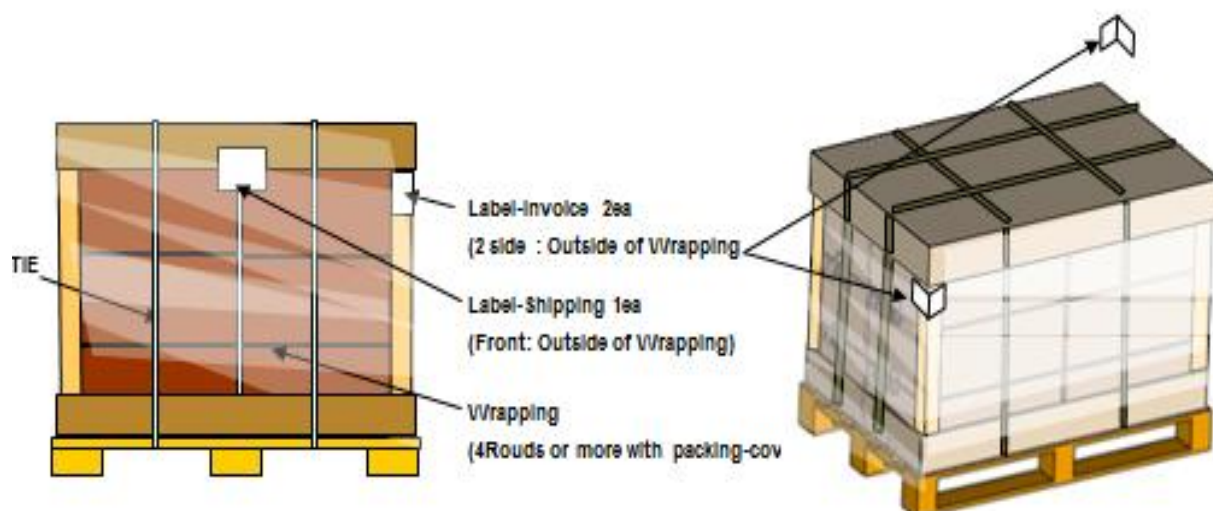 TIE
Label-Invoice 2ea
(2 side : Outside of Wrapping
Label-Shipping 1ea
(Front: Outside of Wrapping)
Wrapping
(4Rouds or more with packing-cov